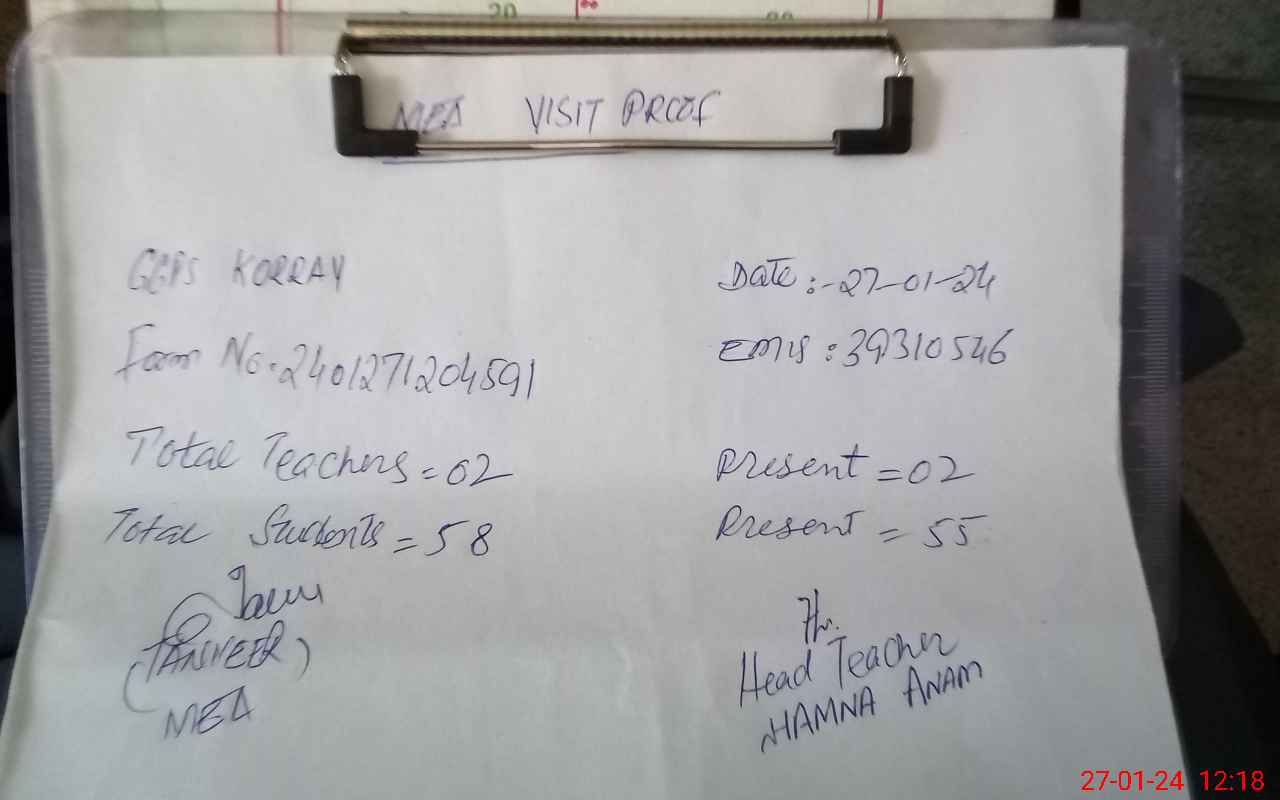 MEA VISIT PROOF
GGPS KORRAY
Date :- 27-01-24
Form No. 2401271204591
EMIS : 39310546
Total Teachers = 02
Present = 02
Total Students = 58
Present = 55
(TANVEER)
MEA
Head Teacher
HAMNA ANAM
27-01-24 12:18